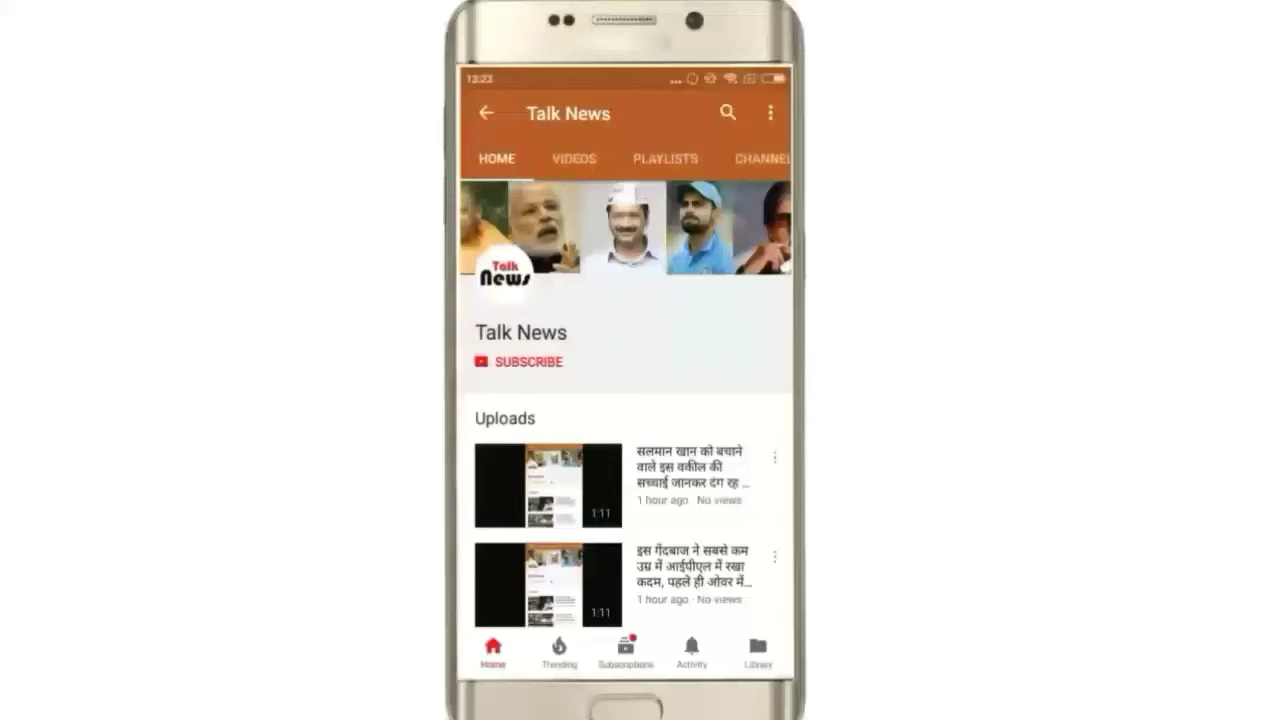 12:23
Talk News
HOME VIDEOS PLAYLISTS CHANNEL
Talk
News
Talk News
SUBSCRIBE
Uploads
सलमान खान को बचाने
वाले इस वकील की
सच्चाई जानकर दंग रह ...
1 hour ago · No views
1:11
इस गेंदबाज ने सबसे कम
उम्र में आईपीएल में रखा
कदम, पहले ही ओवर में...
1 hour ago · No views
1:11
Home Trending Subscriptions Activity Library